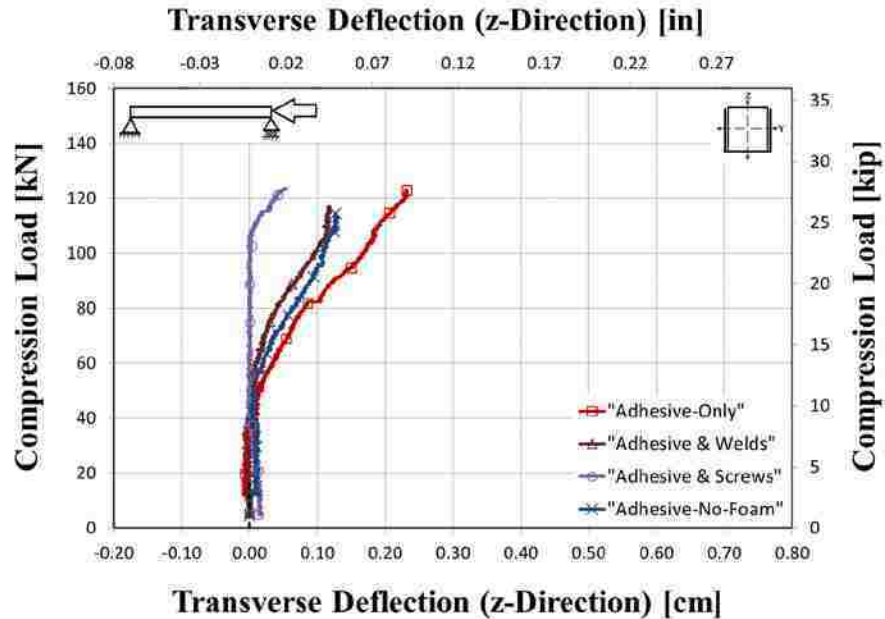 Transverse Deflection (z-Direction) [in]
-0.08 -0.03 0.02 0.07 0.12 0.17 0.22 0.27
Compression Load [kN]
160
140
120
100
80
60
40
20
0
Z
Y
Compression Load [kip]
35
30
25
20
15
10
5
0
"Adhesive-Only"
"Adhesive & Welds"
"Adhesive & Screws"
"Adhesive-No-Foam"
-0.20 -0.10 0.00 0.10 0.20 0.30 0.40 0.50 0.60 0.70 0.80
Transverse Deflection (z-Direction) [cm]